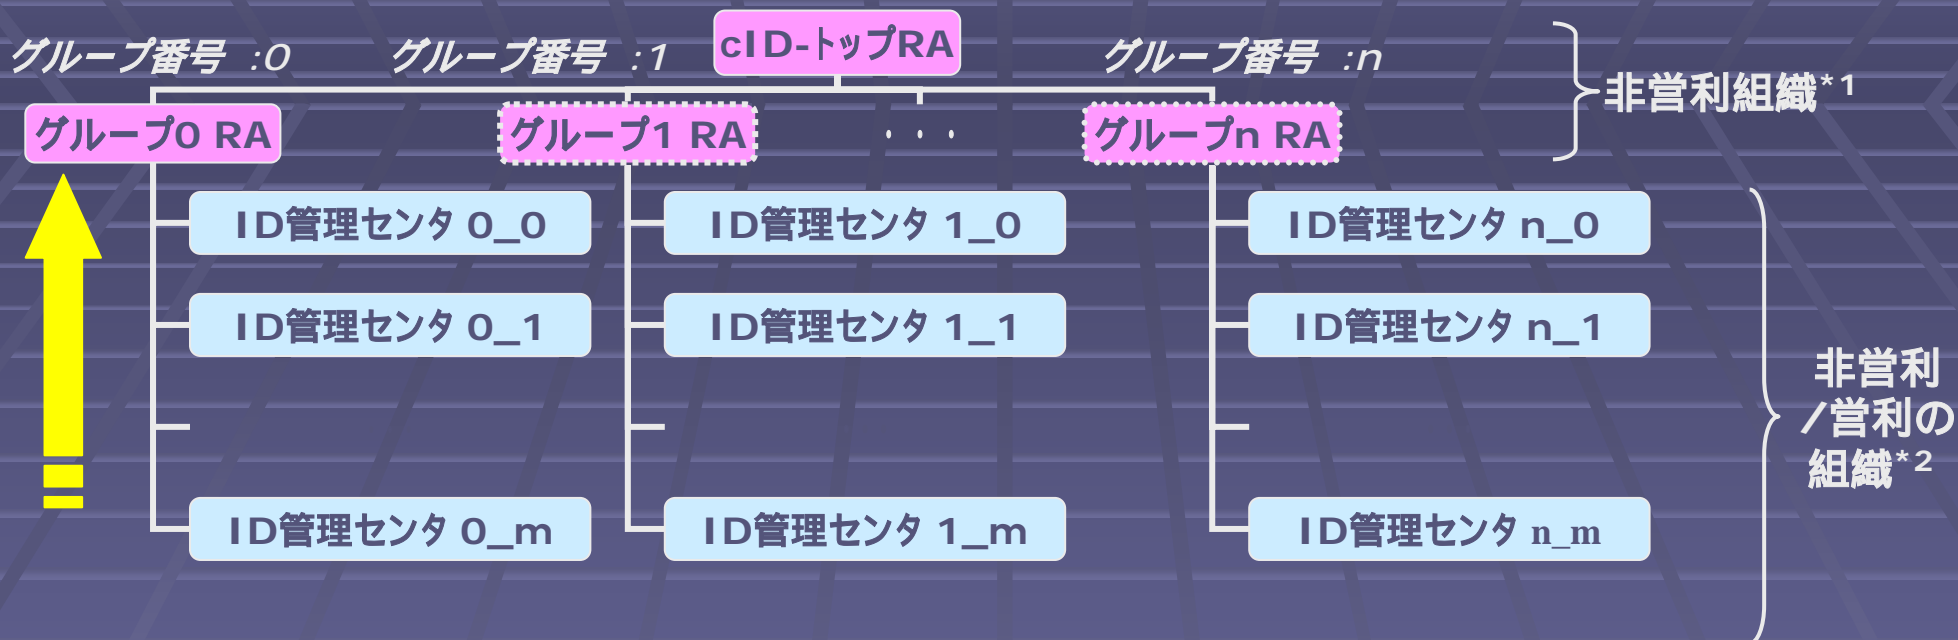 cID-トップRA
グループ番号 :0
グループ番号 :1
グループ番号 :n
グループ0 RA
グループ1 RA
・・・
グループn RA
非営利組織*1
ID管理センタ 0_0
ID管理センタ 1_0
ID管理センタ n_0
ID管理センタ 0_1
ID管理センタ 1_1
ID管理センタ n_1
ID管理センタ 0_m
ID管理センタ 1_m
ID管理センタ n_m
非営利
/営利の
組織*2